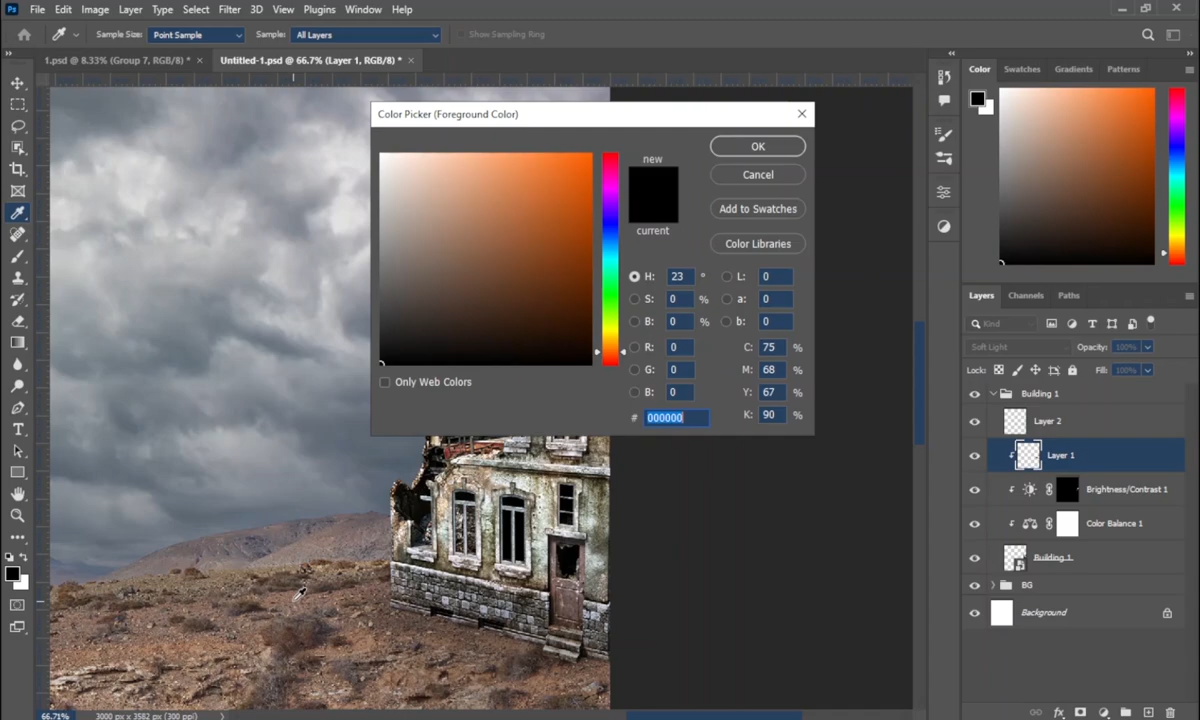 Ps File Edit Image Layer Type Select Filter 3D View Plugins Window Help
Sample Size: Point Sample Sample: All Layers Show Sampling Ring
1.psd @ 8.33% (Group 7, RGB/8) * × Untitled-1.psd @ 66.7% (Layer 1, RGB/8) * ×
Color Swatches Gradients Patterns
Color Picker (Foreground Color)
new
current
OK
Cancel
Add to Swatches
Color Libraries
H: 23 ° L: 0
S: 0 % a: 0
B: 0 % b: 0
R: 0 C: 75 %
G: 0 M: 68 %
B: 0 Y: 67 %
# 000000 K: 90 %
Only Web Colors
Layers Channels Paths
Kind
Soft Light Opacity: 100%
Lock: Fill: 100%
Building 1
Layer 2
Layer 1
Brightness/Contrast 1
Color Balance 1
Building 1
BG
Background
66.71% 3000 px x 3582 px (300 ppi)
fx